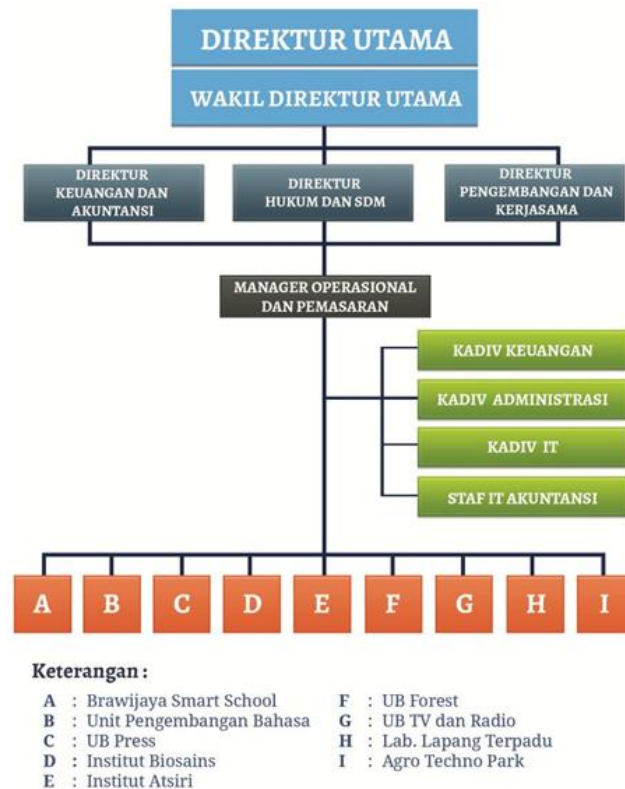 DIREKTUR UTAMA
WAKIL DIREKTUR UTAMA
DIREKTUR
KEUANGAN DAN
AKUNTANSI
DIREKTUR
HUKUM DAN SDM
DIREKTUR
PENGEMBANGAN DAN
KERJASAMA
MANAGER OPERASIONAL
DAN PEMASARAN
KADIV KEUANGAN
KADIV ADMINISTRASI
KADIV IT
STAF IT AKUNTANSI
A B C D E F G H I
Keterangan :
A : Brawijaya Smart School
B : Unit Pengembangan Bahasa
C : UB Press
D : Institut Biosains
E : Institut Atsiri
F : UB Forest
G : UB TV dan Radio
H : Lab. Lapang Terpadu
I : Agro Techno Park